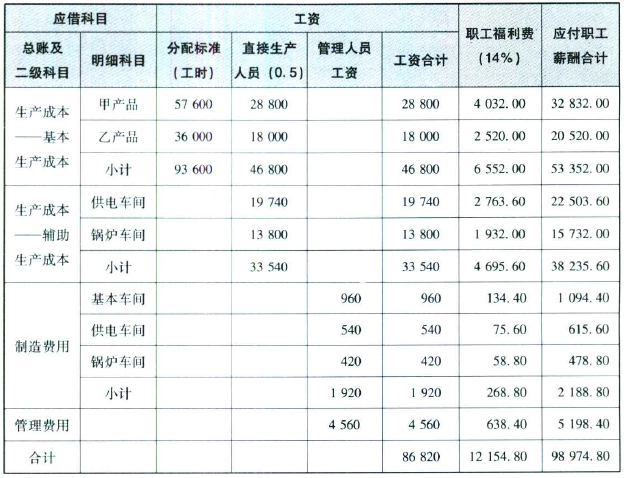 应借科目 工资 职工福利费（14%） 应付职工薪酬合计
总账及二级科目 明细科目 分配标准（工时） 直接生产人员（0.5） 管理人员工资 工资合计
生产成本——基本生产成本 甲产品 57 600 28 800 28 800 4 032.00 32 832.00
乙产品 36 000 18 000 18 000 2 520.00 20 520.00
小计 93 600 46 800 46 800 6 552.00 53 352.00
生产成本——辅助生产成本 供电车间 19 740 19 740 2 763.60 22 503.60
锅炉车间 13 800 13 800 1 932.00 15 732.00
小计 33 540 33 540 4 695.60 38 235.60
制造费用 基本车间 960 960 134.40 1 094.40
供电车间 540 540 75.60 615.60
锅炉车间 420 420 58.80 478.80
小计 1 920 1 920 268.80 2 188.80
管理费用 4 560 4 560 638.40 5 198.40
合计 86 820 12 154.80 98 974.80